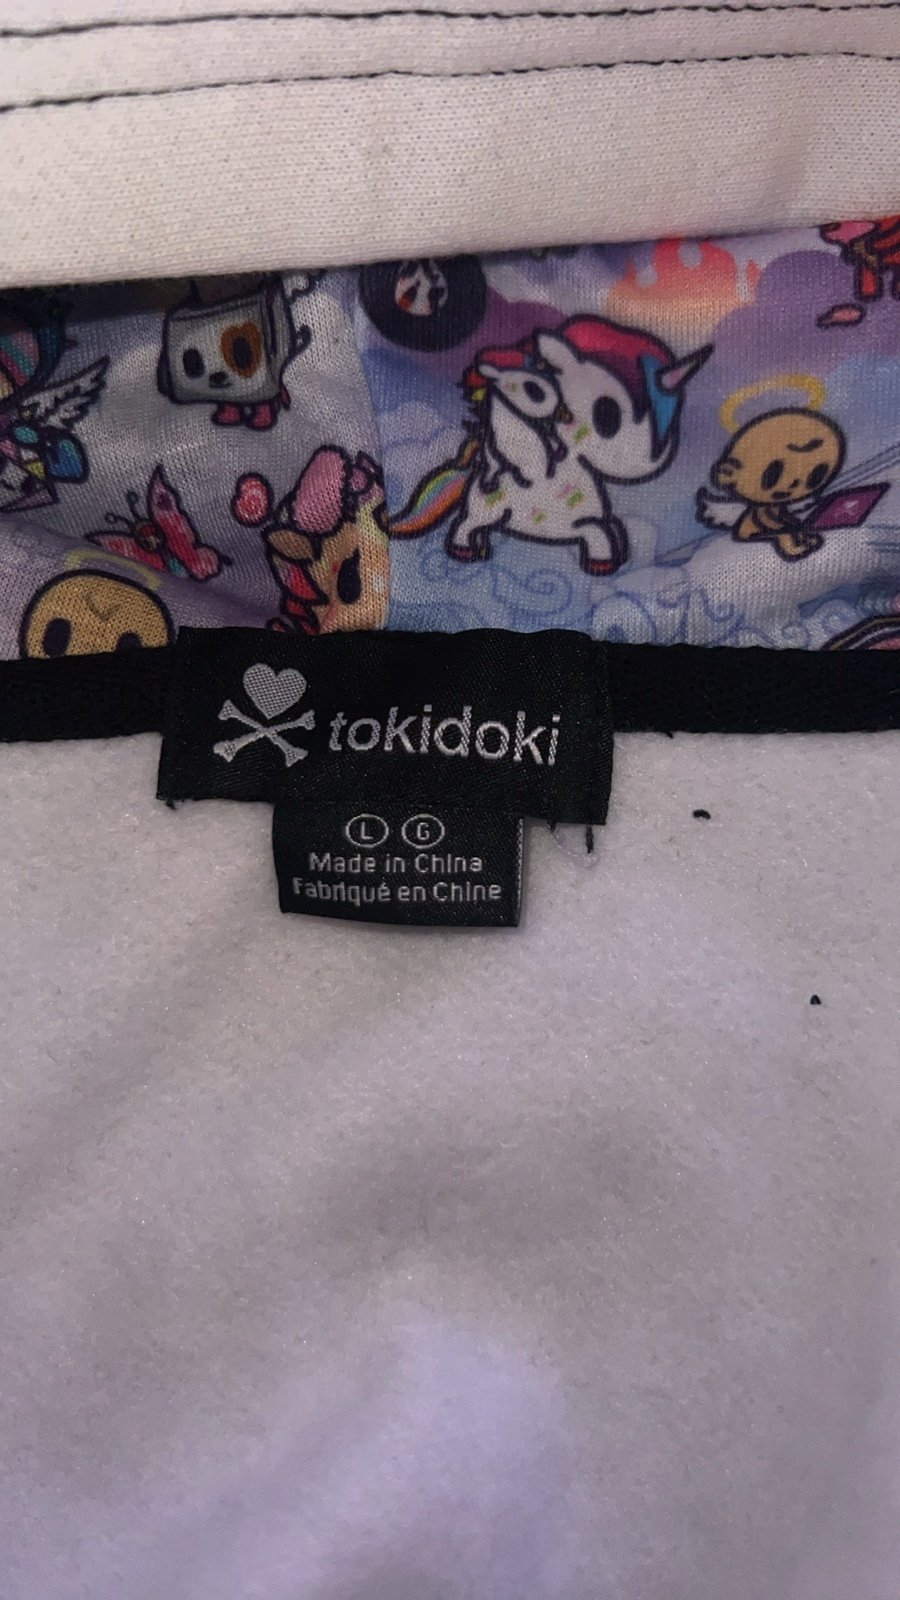 tokidoki
L G
Made in China
Fabriqué en Chine